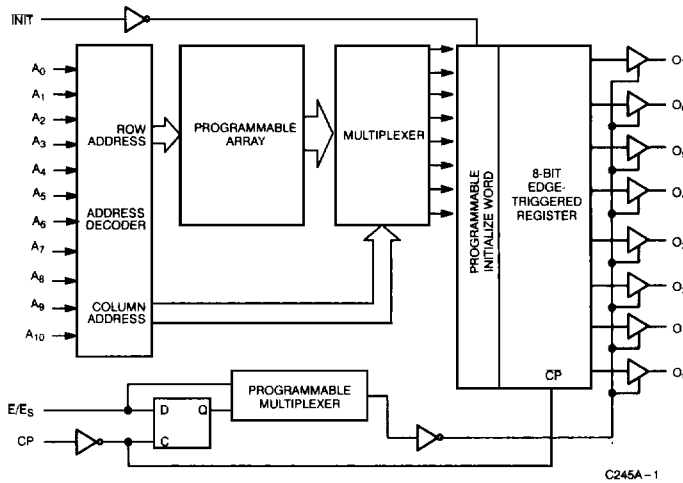 INIT
A0
A1
A2
A3
A4
A5
A6
A7
A8
A9
A10
ROW
ADDRESS
ADDRESS
DECODER
COLUMN
ADDRESS
PROGRAMMABLE
ARRAY
MULTIPLEXER
PROGRAMMABLE
INITIALIZE WORD
8-BIT
EDGE-
TRIGGERED
REGISTER
CP
O
O
O
O
O
O
O
O
E/ES
CP
D
Q
C
PROGRAMMABLE
MULTIPLEXER
C245A-1